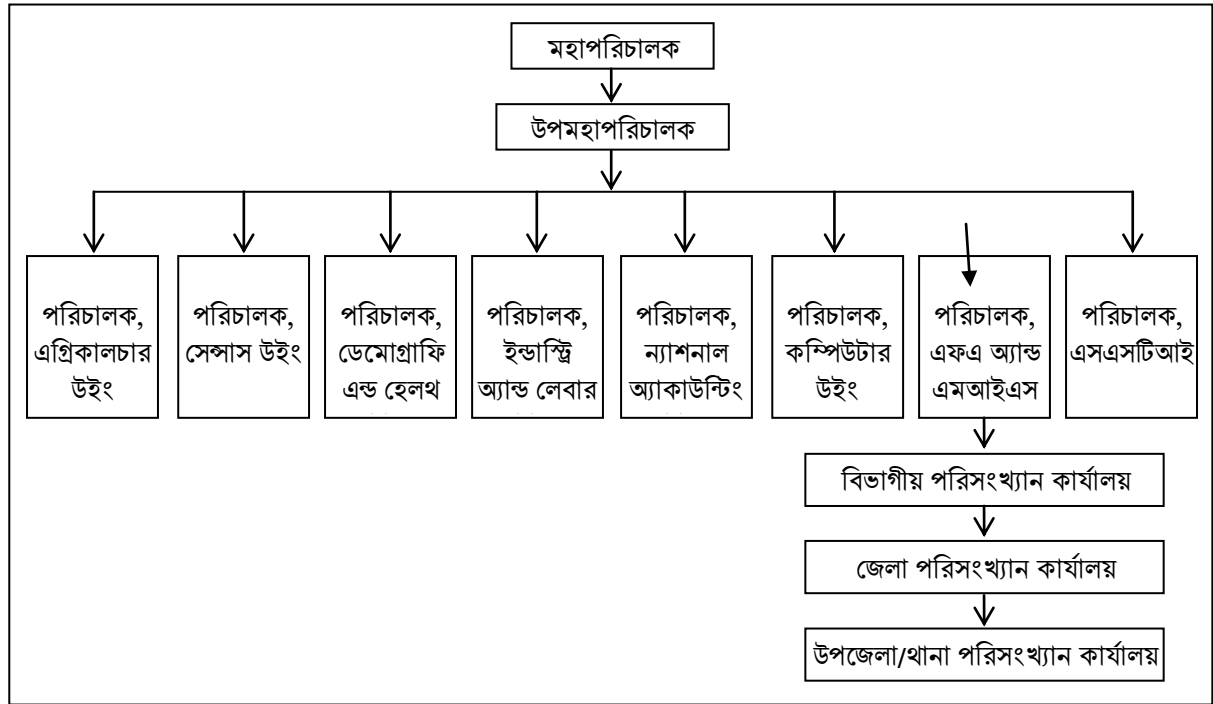 মহাপরিচালক
উপমহাপরিচালক
পরিচালক,
এগ্রিকালচার
উইং
পরিচালক,
সেন্সাস উইং
পরিচালক,
ডেমোগ্রাফি
এন্ড হেলথ
পরিচালক,
ইন্ডাস্ট্রি
অ্যান্ড লেবার
পরিচালক,
ন্যাশনাল
অ্যাকাউন্টিং
পরিচালক,
কম্পিউটার
উইং
পরিচালক,
এফএ অ্যান্ড
এমআইএস
পরিচালক,
এসএসটিআই
বিভাগীয় পরিসংখ্যান কার্যালয়
জেলা পরিসংখ্যান কার্যালয়
উপজেলা/থানা পরিসংখ্যান কার্যালয়